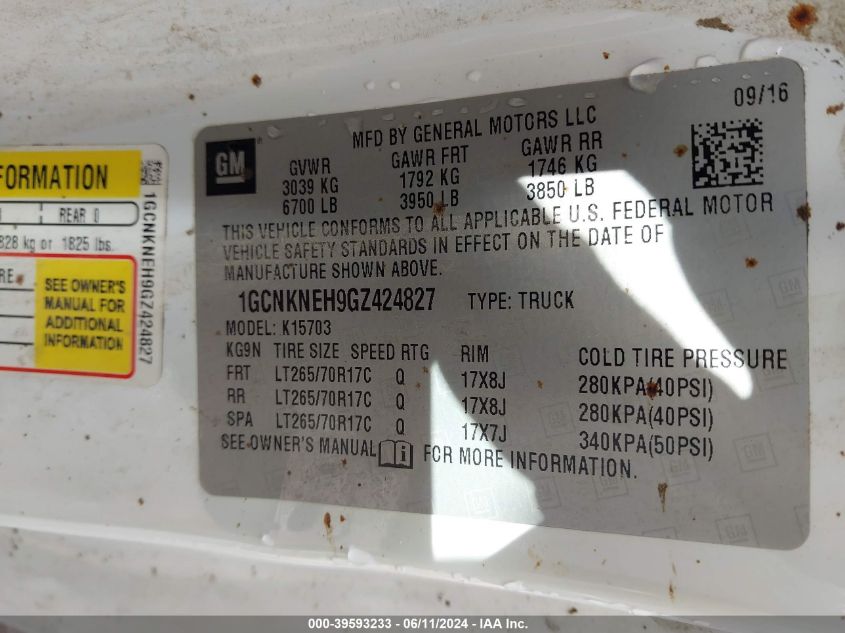 FORMATION
REAR 0
828 kg or 1825 lbs.
SEE OWNER'S
MANUAL FOR
ADDITIONAL
INFORMATION
1GCNKNEH9GZ424827
GM
09/16
MFD BY GENERAL MOTORS LLC
GVWR GAWR FRT GAWR RR
3039 KG 1792 KG 1746 KG
6700 LB 3950 LB 3850 LB
THIS VEHICLE CONFORMS TO ALL APPLICABLE U.S. FEDERAL MOTOR
VEHICLE SAFETY STANDARDS IN EFFECT ON THE DATE OF
MANUFACTURE SHOWN ABOVE.
1GCNKNEH9GZ424827 TYPE: TRUCK
MODEL: K15703
KG9N TIRE SIZE SPEED RTG RIM COLD TIRE PRESSURE
FRT LT265/70R17C Q 17X8J 280KPA(40PSI)
RR LT265/70R17C Q 17X8J 280KPA(40PSI)
SPA LT265/70R17C Q 17X7J 340KPA(50PSI)
SEE OWNER'S MANUAL FOR MORE INFORMATION.
000-39593233 - 06/11/2024 - IAA Inc.